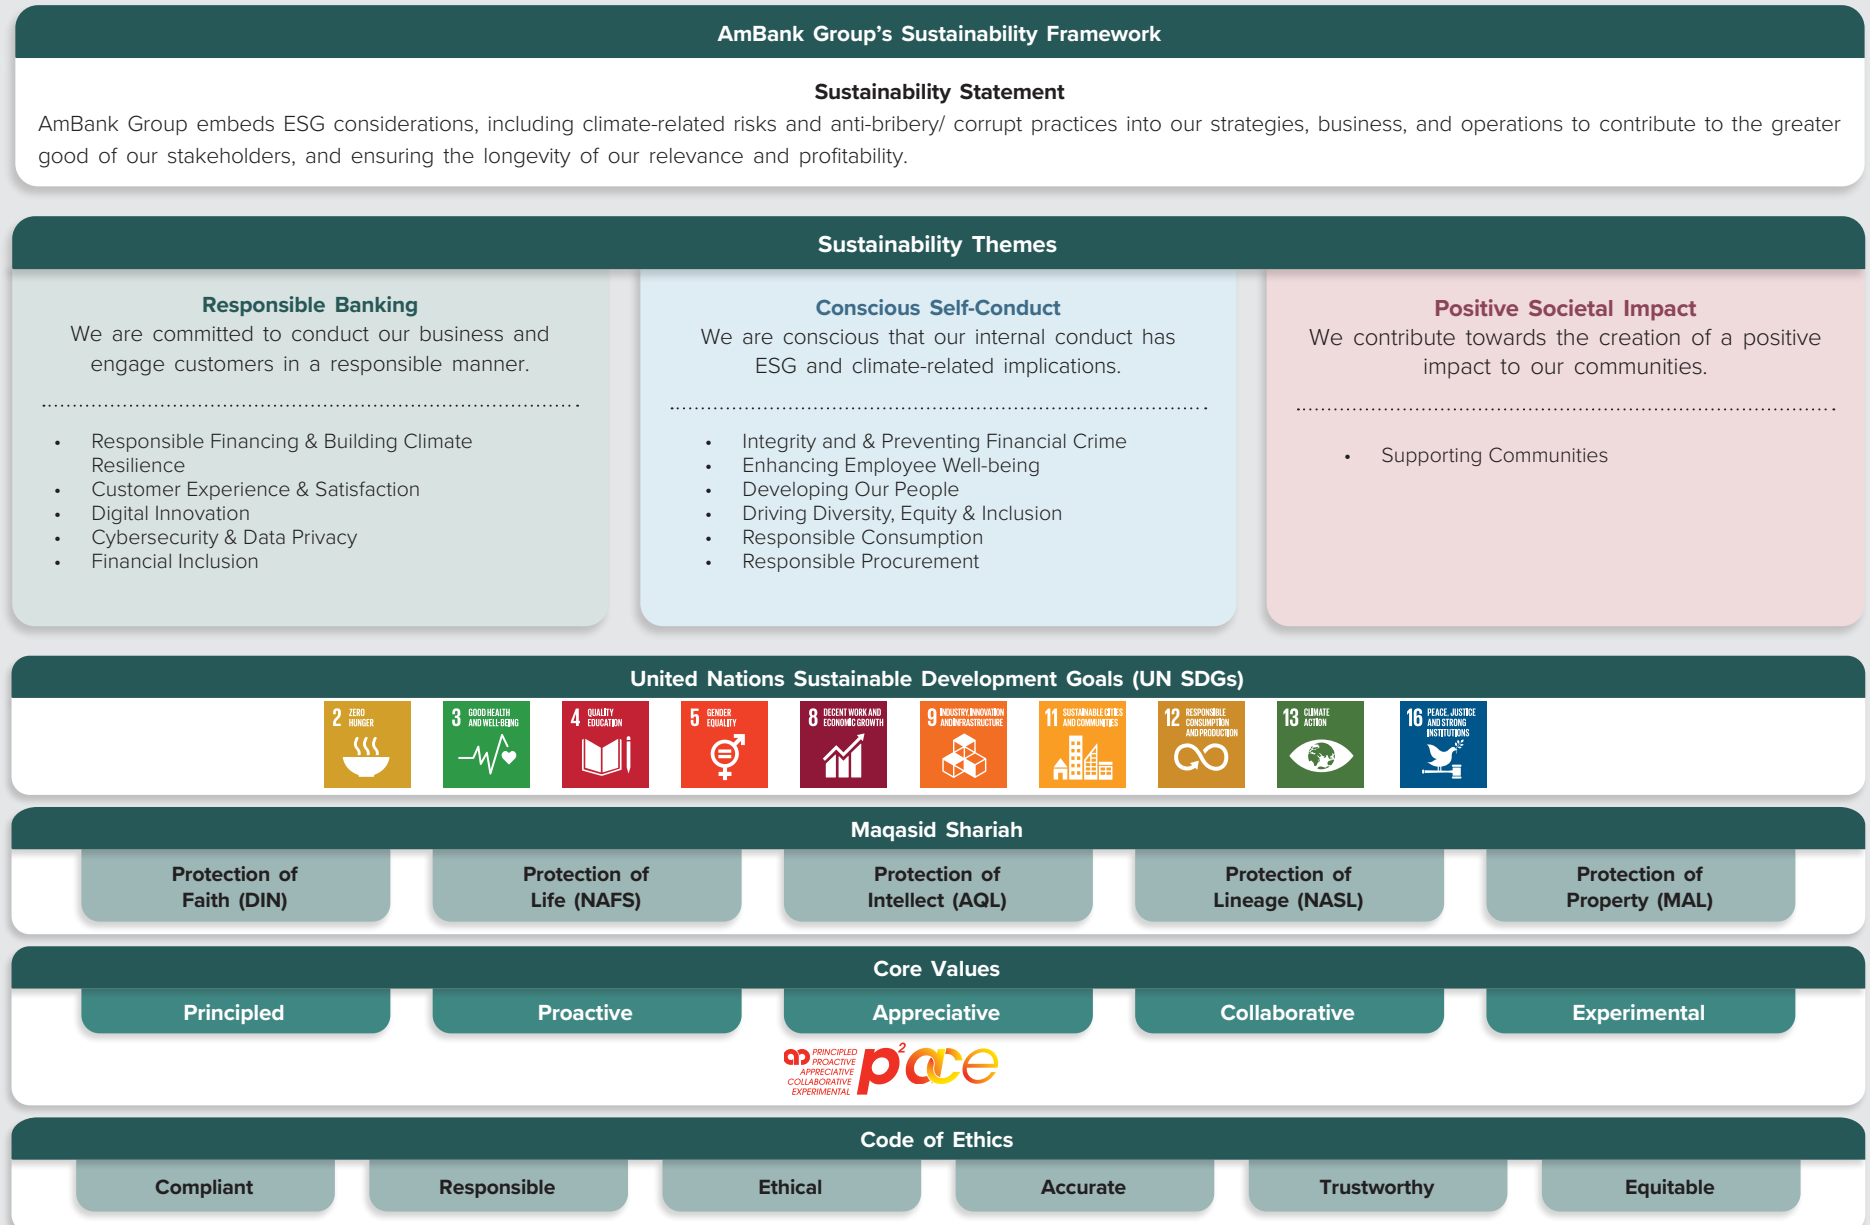 AmBank Group's Sustainability Framework
Sustainability Statement
AmBank Group embeds ESG considerations, including climate-related risks and anti-bribery/ corrupt practices into our strategies, business, and operations to contribute to the greater
good of our stakeholders, and ensuring the longevity of our relevance and profitability.
Sustainability Themes
Responsible Banking
We are committed to conduct our business and
engage customers in a responsible manner.
• Responsible Financing & Building Climate
Resilience
• Customer Experience & Satisfaction
• Digital Innovation
• Cybersecurity & Data Privacy
• Financial Inclusion
Conscious Self-Conduct
We are conscious that our internal conduct has
ESG and climate-related implications.
• Integrity and & Preventing Financial Crime
• Enhancing Employee Well-being
• Developing Our People
• Driving Diversity, Equity & Inclusion
• Responsible Consumption
• Responsible Procurement
Positive Societal Impact
We contribute towards the creation of a positive
impact to our communities.
• Supporting Communities
United Nations Sustainable Development Goals (UN SDGs)
2 ZERO
HUNGER
3 GOOD HEALTH
AND WELL-BEING
4 QUALITY
EDUCATION
5 GENDER
EQUALITY
8 DECENT WORK AND
ECONOMIC GROWTH
9 INDUSTRY, INNOVATION
AND INFRASTRUCTURE
11 SUSTAINABLE CITIES
AND COMMUNITIES
12 RESPONSIBLE
CONSUMPTION
AND PRODUCTION
13 CLIMATE
ACTION
16 PEACE, JUSTICE
AND STRONG
INSTITUTIONS
Maqasid Shariah
Protection of
Faith (DIN)
Protection of
Life (NAFS)
Protection of
Intellect (AQL)
Protection of
Lineage (NASL)
Protection of
Property (MAL)
Core Values
Principled
Proactive
Appreciative
Collaborative
Experimental
PRINCIPLED
PROACTIVE
APPRECIATIVE
COLLABORATIVE
EXPERIMENTAL
p²ace
Code of Ethics
Compliant
Responsible
Ethical
Accurate
Trustworthy
Equitable